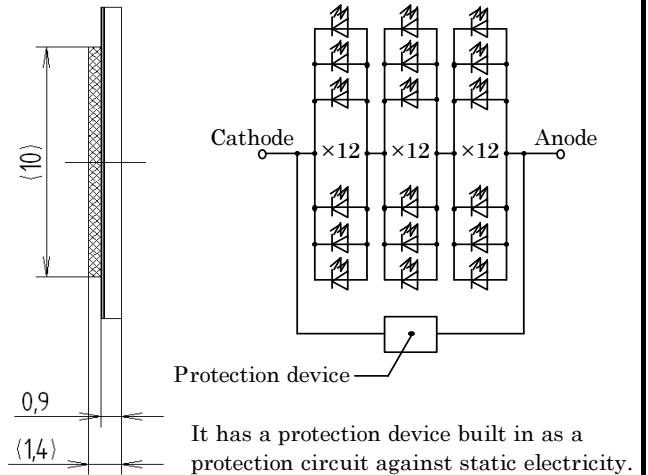 Cathode
Anode
×12 ×12 ×12
(10)
Protection device
0,9
(1,4)
It has a protection device built in as a
protection circuit against static electricity.